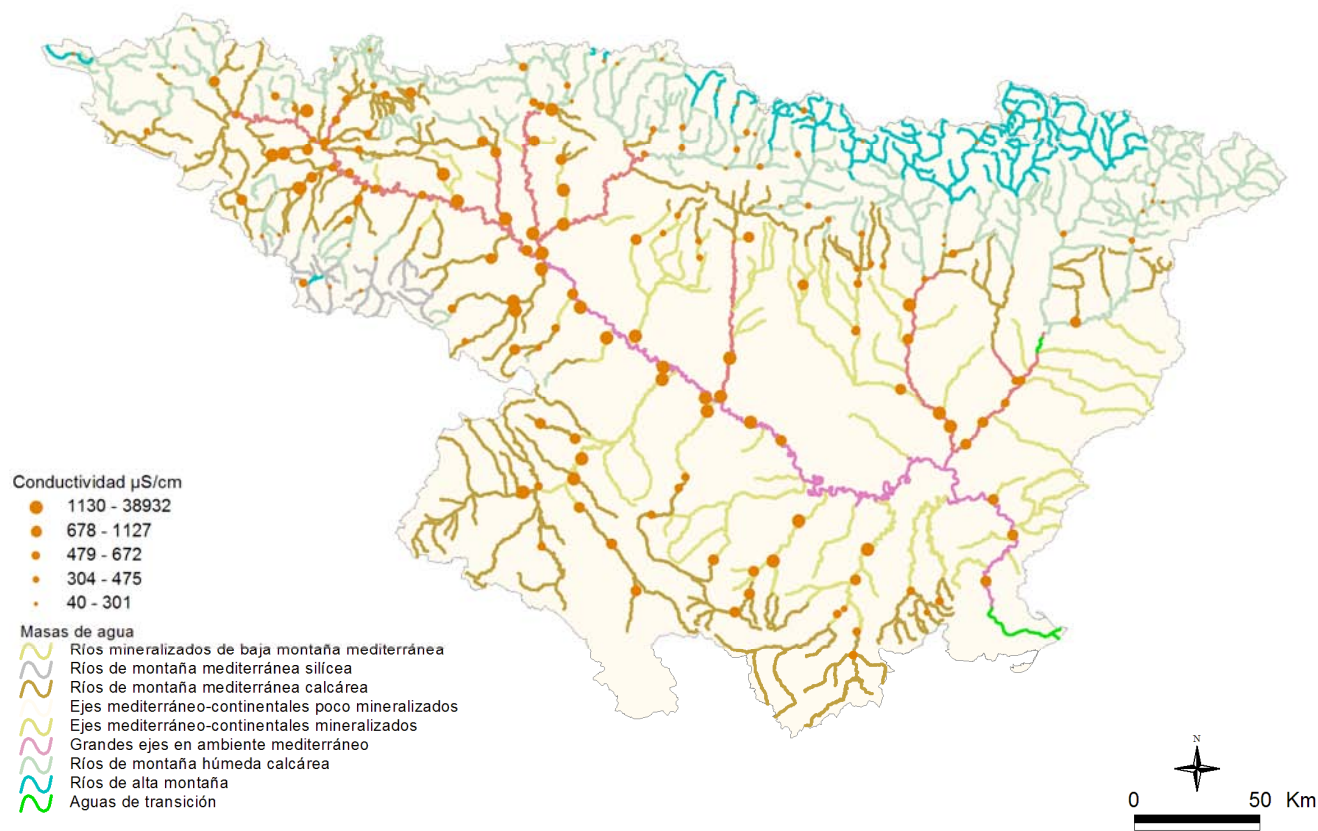 Conductividad µS/cm
1130 - 38932
678 - 1127
479 - 672
304 - 475
40 - 301
Masas de agua
Ríos mineralizados de baja montaña mediterránea
Ríos de montaña mediterránea silícea
Ríos de montaña mediterránea calcárea
Ejes mediterráneo-continentales poco mineralizados
Ejes mediterráneo-continentales mineralizados
Grandes ejes en ambiente mediterráneo
Ríos de montaña húmeda calcárea
Ríos de alta montaña
Aguas de transición
N
0 50 Km